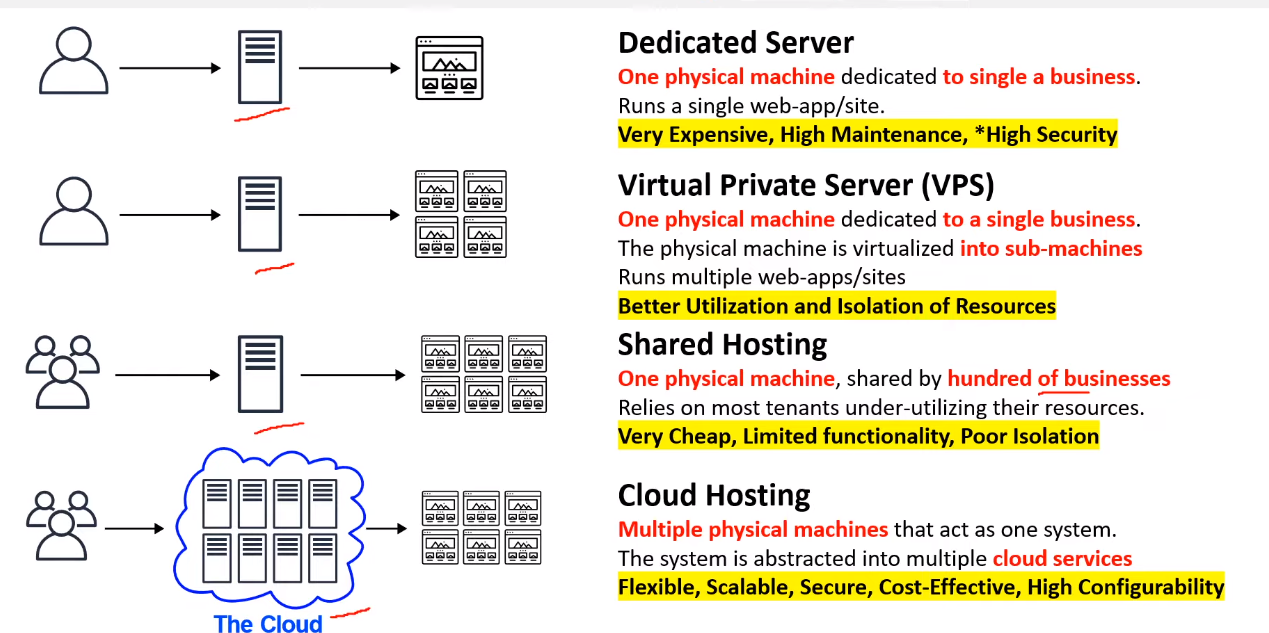 Dedicated Server
One physical machine dedicated to single a business.
Runs a single web-app/site.
Very Expensive, High Maintenance, *High Security
Virtual Private Server (VPS)
One physical machine dedicated to a single business.
The physical machine is virtualized into sub-machines
Runs multiple web-apps/sites
Better Utilization and Isolation of Resources
Shared Hosting
One physical machine, shared by hundred of businesses
Relies on most tenants under-utilizing their resources.
Very Cheap, Limited functionality, Poor Isolation
Cloud Hosting
Multiple physical machines that act as one system.
The system is abstracted into multiple cloud services
Flexible, Scalable, Secure, Cost-Effective, High Configurability
The Cloud